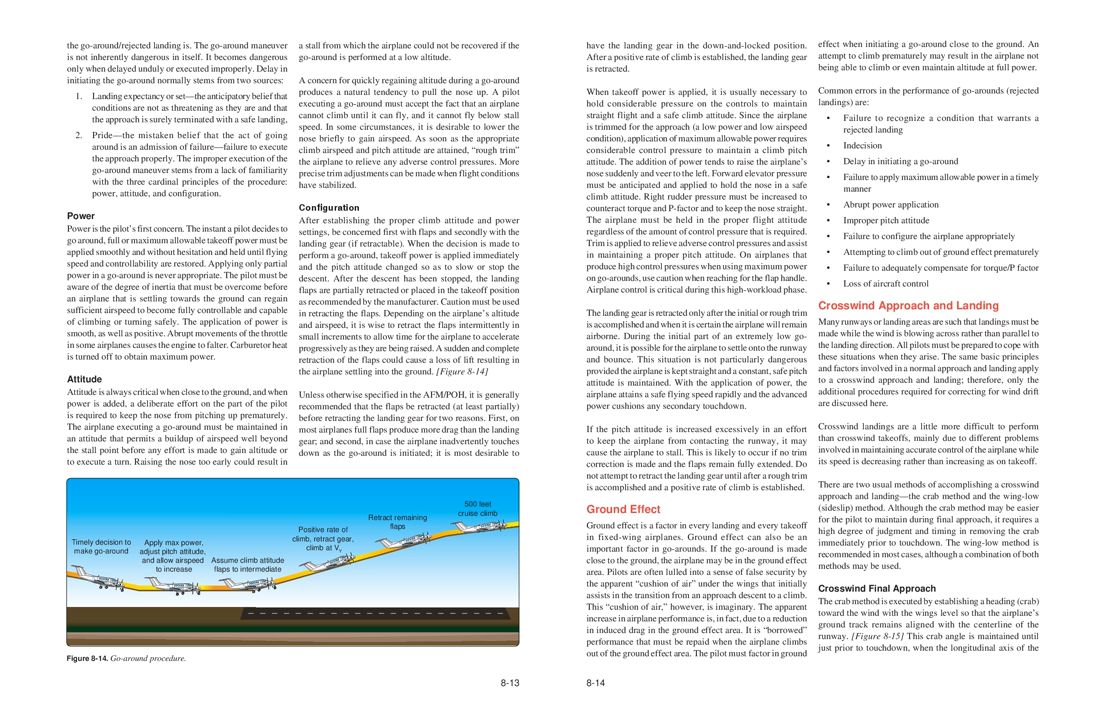 the go-around/rejected landing is. The go-around maneuver
is not inherently dangerous in itself. It becomes dangerous
only when delayed unduly or executed improperly. Delay in
initiating the go-around normally stems from two sources:
1. Landing expectancy or set—the anticipatory belief that
conditions are not as threatening as they are and that
the approach is surely terminated with a safe landing,
2. Pride—the mistaken belief that the act of going
around is an admission of failure—failure to execute
the approach properly. The improper execution of the
go-around maneuver stems from a lack of familiarity
with the three cardinal principles of the procedure:
power, attitude, and configuration.
Power
Power is the pilot's first concern. The instant a pilot decides to
go around, full or maximum allowable takeoff power must be
applied smoothly and without hesitation and held until flying
speed and controllability are restored. Applying only partial
power in a go-around is never appropriate. The pilot must be
aware of the degree of inertia that must be overcome before
an airplane that is settling towards the ground can regain
sufficient airspeed to become fully controllable and capable
of climbing or turning safely. The application of power is
smooth, as well as positive. Abrupt movements of the throttle
in some airplanes causes the engine to falter. Carburetor heat
is turned off to obtain maximum power.
Attitude
Attitude is always critical when close to the ground, and when
power is added, a deliberate effort on the part of the pilot
is required to keep the nose from pitching up prematurely.
The airplane executing a go-around must be maintained in
an attitude that permits a buildup of airspeed well beyond
the stall point before any effort is made to gain altitude or
to execute a turn. Raising the nose too early could result in
a stall from which the airplane could not be recovered if the
go-around is performed at a low altitude.
A concern for quickly regaining altitude during a go-around
produces a natural tendency to pull the nose up. A pilot
executing a go-around must accept the fact that an airplane
cannot climb until it can fly, and it cannot fly below stall
speed. In some circumstances, it is desirable to lower the
nose briefly to gain airspeed. As soon as the appropriate
climb airspeed and pitch attitude are attained, “rough trim”
the airplane to relieve any adverse control pressures. More
precise trim adjustments can be made when flight conditions
have stabilized.
Configuration
After establishing the proper climb attitude and power
settings, be concerned first with flaps and secondly with the
landing gear (if retractable). When the decision is made to
perform a go-around, takeoff power is applied immediately
and the pitch attitude changed so as to slow or stop the
descent. After the descent has been stopped, the landing
flaps are partially retracted or placed in the takeoff position
as recommended by the manufacturer. Caution must be used
in retracting the flaps. Depending on the airplane's altitude
and airspeed, it is wise to retract the flaps intermittently in
small increments to allow time for the airplane to accelerate
progressively as they are being raised. A sudden and complete
retraction of the flaps could cause a loss of lift resulting in
the airplane settling into the ground. [Figure 8-14]
Unless otherwise specified in the AFM/POH, it is generally
recommended that the flaps be retracted (at least partially)
before retracting the landing gear for two reasons. First, on
most airplanes full flaps produce more drag than the landing
gear; and second, in case the airplane inadvertently touches
down as the go-around is initiated; it is most desirable to
Timely decision to
make go-around
Apply max power,
adjust pitch attitude,
and allow airspeed
to increase
Assume climb attitude
flaps to intermediate
Positive rate of
climb, retract gear,
climb at Vy
Retract remaining
flaps
500 feet
cruise climb
Figure 8-14. Go-around procedure.
8-13
have the landing gear in the down-and-locked position.
After a positive rate of climb is established, the landing gear
is retracted.
When takeoff power is applied, it is usually necessary to
hold considerable pressure on the controls to maintain
straight flight and a safe climb attitude. Since the airplane
is trimmed for the approach (a low power and low airspeed
condition), application of maximum allowable power requires
considerable control pressure to maintain a climb pitch
attitude. The addition of power tends to raise the airplane's
nose suddenly and veer to the left. Forward elevator pressure
must be anticipated and applied to hold the nose in a safe
climb attitude. Right rudder pressure must be increased to
counteract torque and P-factor and to keep the nose straight.
The airplane must be held in the proper flight attitude
regardless of the amount of control pressure that is required.
Trim is applied to relieve adverse control pressures and assist
in maintaining a proper pitch attitude. On airplanes that
produce high control pressures when using maximum power
on go-arounds, use caution when reaching for the flap handle.
Airplane control is critical during this high-workload phase.
The landing gear is retracted only after the initial or rough trim
is accomplished and when it is certain the airplane will remain
airborne. During the initial part of an extremely low go-
around, it is possible for the airplane to settle onto the runway
and bounce. This situation is not particularly dangerous
provided the airplane is kept straight and a constant, safe pitch
attitude is maintained. With the application of power, the
airplane attains a safe flying speed rapidly and the advanced
power cushions any secondary touchdown.
If the pitch attitude is increased excessively in an effort
to keep the airplane from contacting the runway, it may
cause the airplane to stall. This is likely to occur if no trim
correction is made and the flaps remain fully extended. Do
not attempt to retract the landing gear until after a rough trim
is accomplished and a positive rate of climb is established.
Ground Effect
Ground effect is a factor in every landing and every takeoff
in fixed-wing airplanes. Ground effect can also be an
important factor in go-arounds. If the go-around is made
close to the ground, the airplane may be in the ground effect
area. Pilots are often lulled into a sense of false security by
the apparent “cushion of air” under the wings that initially
assists in the transition from an approach descent to a climb.
This “cushion of air,” however, is imaginary. The apparent
increase in airplane performance is, in fact, due to a reduction
in induced drag in the ground effect area. It is “borrowed”
performance that must be repaid when the airplane climbs
out of the ground effect area. The pilot must factor in ground
effect when initiating a go-around close to the ground. An
attempt to climb prematurely may result in the airplane not
being able to climb or even maintain altitude at full power.
Common errors in the performance of go-arounds (rejected
landings) are:
• Failure to recognize a condition that warrants a
rejected landing
• Indecision
• Delay in initiating a go-around
• Failure to apply maximum allowable power in a timely
manner
• Abrupt power application
• Improper pitch attitude
• Failure to configure the airplane appropriately
• Attempting to climb out of ground effect prematurely
• Failure to adequately compensate for torque/P factor
• Loss of aircraft control
Crosswind Approach and Landing
Many runways or landing areas are such that landings must be
made while the wind is blowing across rather than parallel to
the landing direction. All pilots must be prepared to cope with
these situations when they arise. The same basic principles
and factors involved in a normal approach and landing apply
to a crosswind approach and landing; therefore, only the
additional procedures required for correcting for wind drift
are discussed here.
Crosswind landings are a little more difficult to perform
than crosswind takeoffs, mainly due to different problems
involved in maintaining accurate control of the airplane while
its speed is decreasing rather than increasing as on takeoff.
There are two usual methods of accomplishing a crosswind
approach and landing—the crab method and the wing-low
(sideslip) method. Although the crab method may be easier
for the pilot to maintain during final approach, it requires a
high degree of judgment and timing in removing the crab
immediately prior to touchdown. The wing-low method is
recommended in most cases, although a combination of both
methods may be used.
Crosswind Final Approach
The crab method is executed by establishing a heading (crab)
toward the wind with the wings level so that the airplane's
ground track remains aligned with the centerline of the
runway. [Figure 8-15] This crab angle is maintained until
just prior to touchdown, when the longitudinal axis of the
8-14